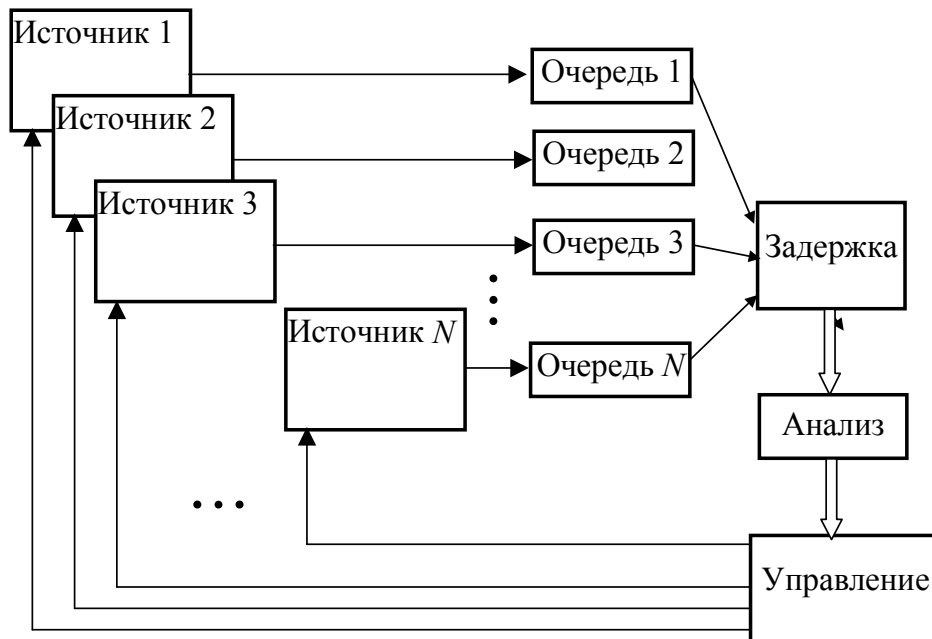 Источник 1
Очередь 1
Источник 2
Очередь 2
Источник 3
Очередь 3
Задержка
Источник N
Очередь N
Анализ
Управление